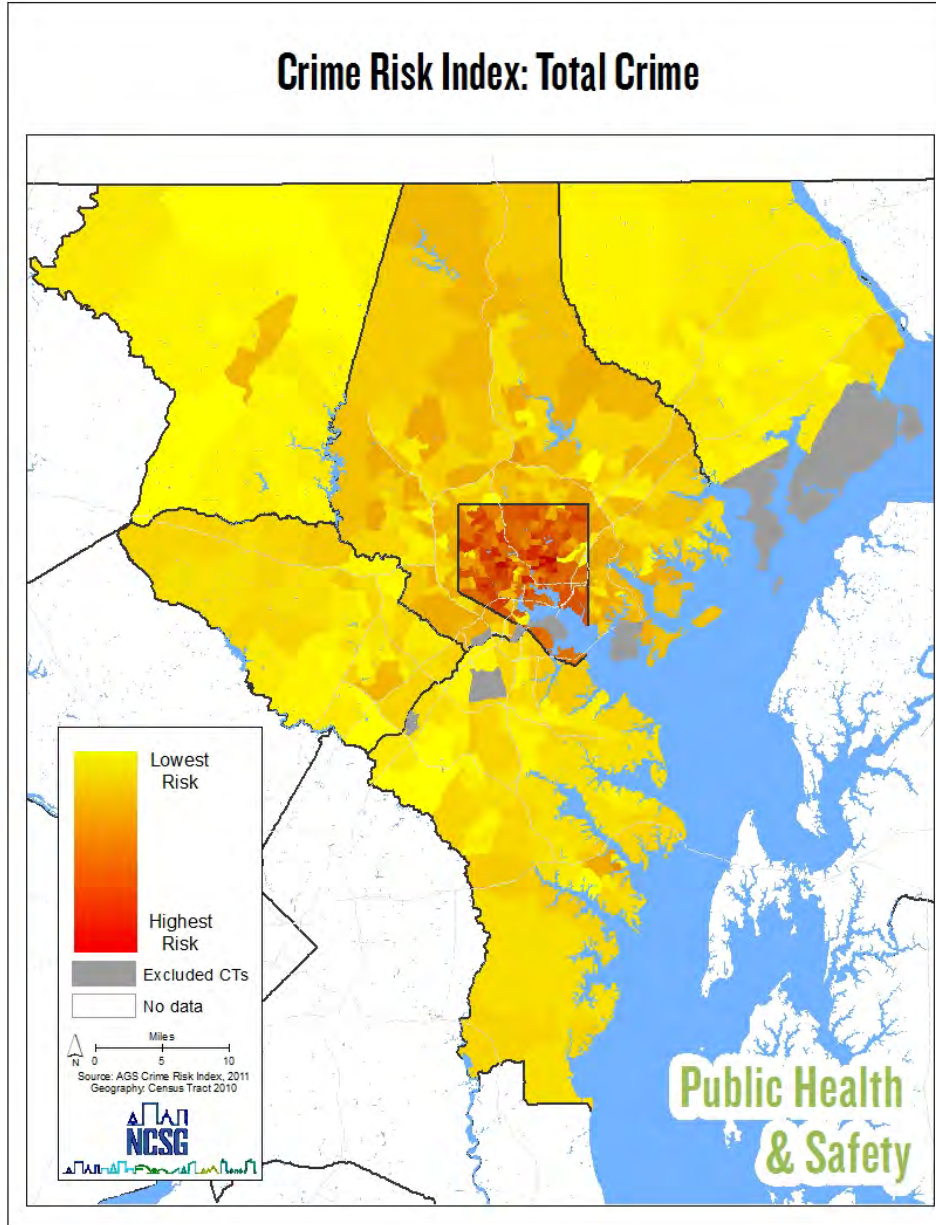 Crime Risk Index: Total Crime
Lowest
Risk
Highest
Risk
Excluded CTs
No data
Miles
N
0 5 10
Source: AGS Crime Risk Index, 2011
Geography: Census Tract 2010
NCSG
Public Health
& Safety